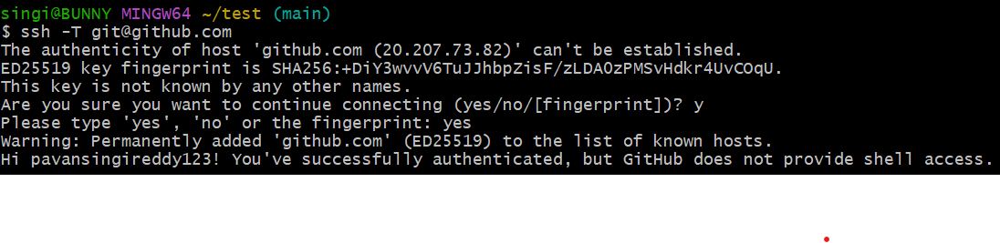 singi@BUNNY MINGW64 ~/test (main)
$ ssh -T git@github.com
The authenticity of host 'github.com (20.207.73.82)' can't be established.
ED25519 key fingerprint is SHA256:+DiY3wvvV6TuJJhbpZisF/zLDA0zPMSvHdkr4UvCOqU.
This key is not known by any other names.
Are you sure you want to continue connecting (yes/no/[fingerprint])? y
Please type 'yes', 'no' or the fingerprint: yes
Warning: Permanently added 'github.com' (ED25519) to the list of known hosts.
Hi pavansingireddy123! You've successfully authenticated, but GitHub does not provide shell access.